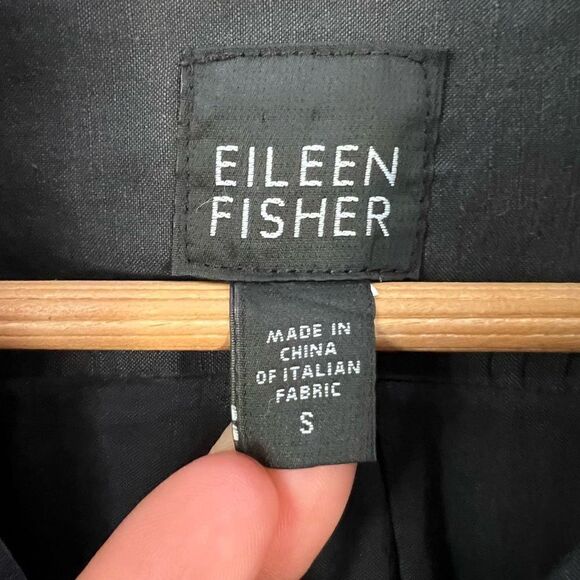 EILEEN
FISHER
MADE IN
CHINA
OF ITALIAN
FABRIC
S